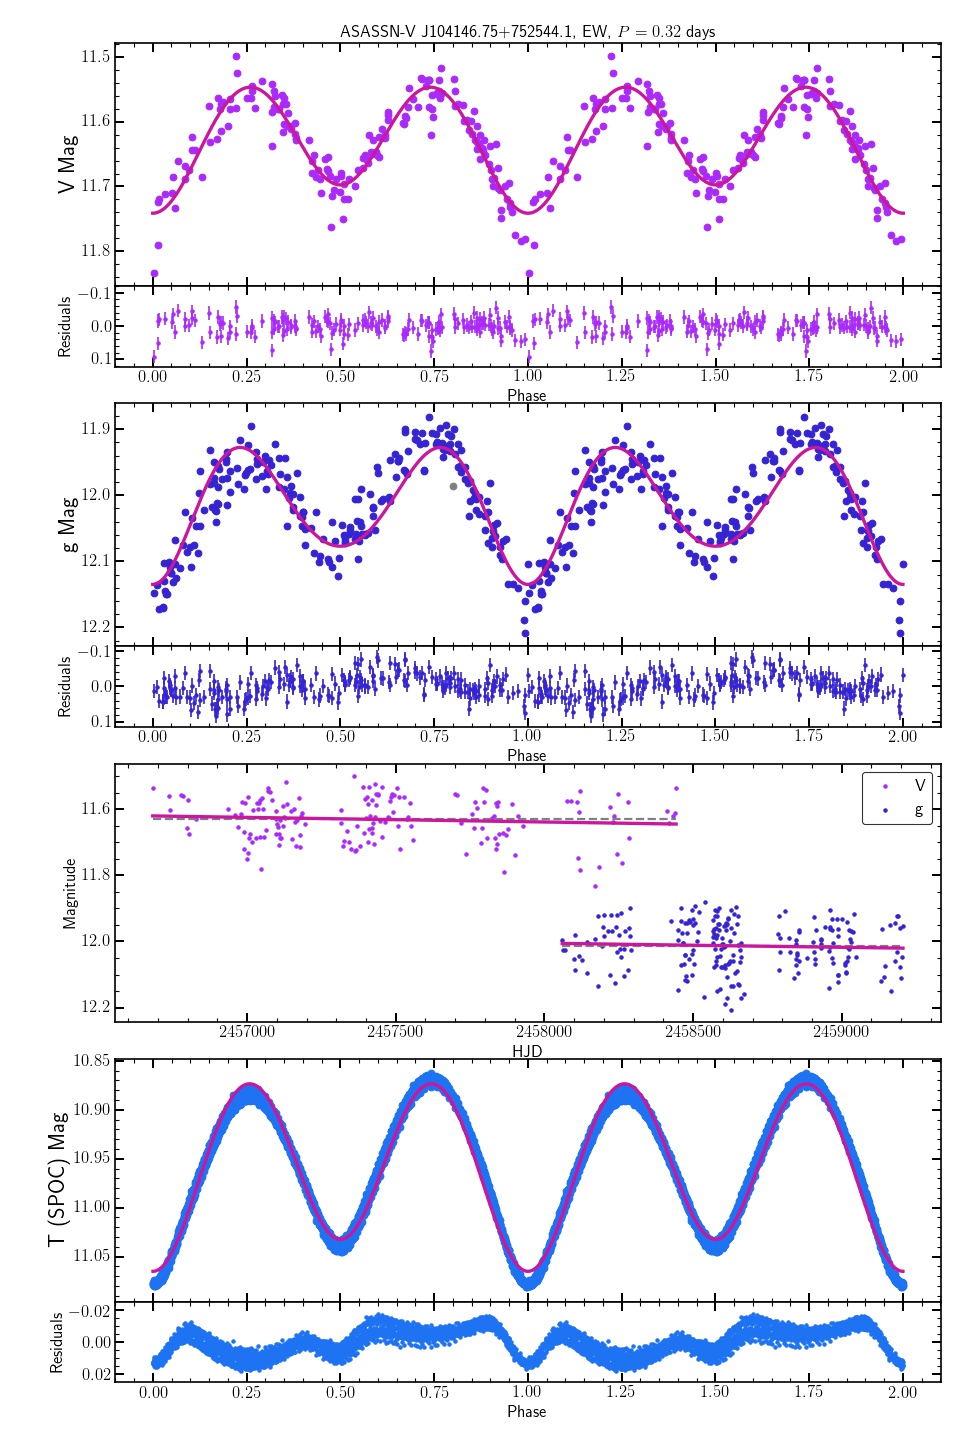 ASASSN-V J104146.75+752544.1, EW, P = 0.32 days
11.5
11.6
11.7
11.8
V Mag
−0.1
0.0
0.1
Residuals
0.00 0.25 0.50 0.75 1.00 1.25 1.50 1.75 2.00
Phase
11.9
12.0
12.1
12.2
g Mag
−0.1
0.0
0.1
Residuals
0.00 0.25 0.50 0.75 1.00 1.25 1.50 1.75 2.00
Phase
V
g
11.6
11.8
12.0
12.2
Magnitude
2457000 2457500 2458000 2458500 2459000
HJD
10.85
10.90
10.95
11.00
11.05
T (SPOC) Mag
−0.02
0.00
0.02
Residuals
0.00 0.25 0.50 0.75 1.00 1.25 1.50 1.75 2.00
Phase